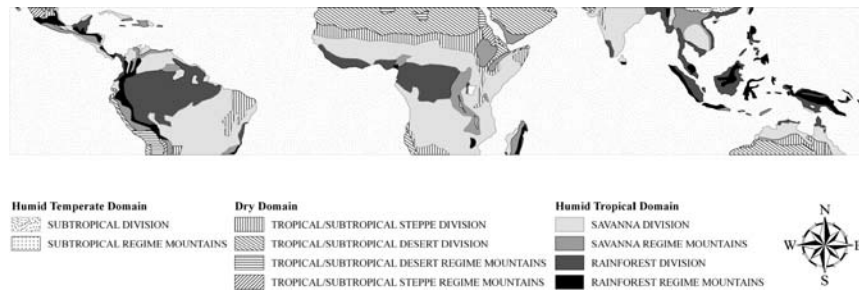 Humid Temperate Domain
SUBTROPICAL DIVISION
SUBTROPICAL REGIME MOUNTAINS
Dry Domain
TROPICAL/SUBTROPICAL STEPPE DIVISION
TROPICAL/SUBTROPICAL DESERT DIVISION
TROPICAL/SUBTROPICAL DESERT REGIME MOUNTAINS
TROPICAL/SUBTROPICAL STEPPE REGIME MOUNTAINS
Humid Tropical Domain
SAVANNA DIVISION
SAVANNA REGIME MOUNTAINS
RAINFOREST DIVISION
RAINFOREST REGIME MOUNTAINS
N
W E
S